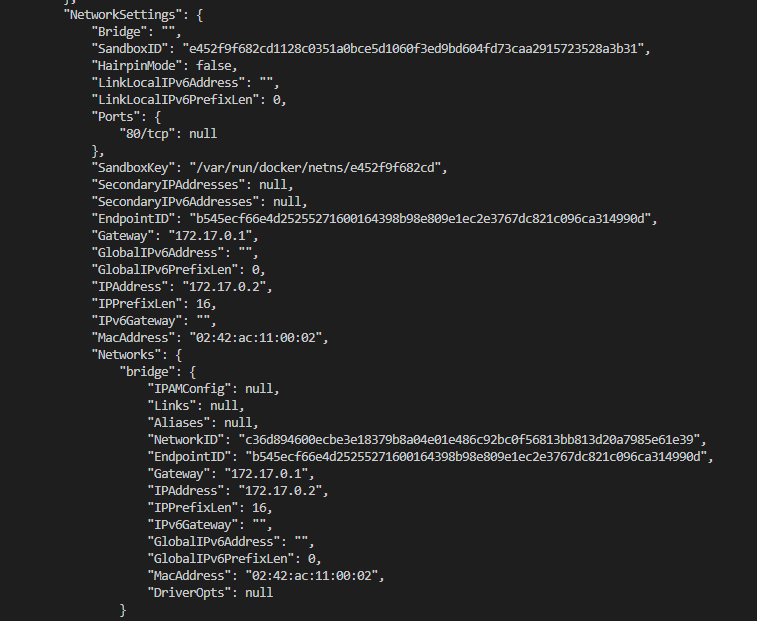 },
"NetworkSettings": {
"Bridge": "",
"SandboxID": "e452f9f682cd1128c0351a0bce5d1060f3ed9bd604fd73caa2915723528a3b31",
"HairpinMode": false,
"LinkLocalIPv6Address": "",
"LinkLocalIPv6PrefixLen": 0,
"Ports": {
"80/tcp": null
},
"SandboxKey": "/var/run/docker/netns/e452f9f682cd",
"SecondaryIPAddresses": null,
"SecondaryIPv6Addresses": null,
"EndpointID": "b545ecf66e4d25255271600164398b98e809e1ec2e3767dc821c096ca314990d",
"Gateway": "172.17.0.1",
"GlobalIPv6Address": "",
"GlobalIPv6PrefixLen": 0,
"IPAddress": "172.17.0.2",
"IPPrefixLen": 16,
"IPv6Gateway": "",
"MacAddress": "02:42:ac:11:00:02",
"Networks": {
"bridge": {
"IPAMConfig": null,
"Links": null,
"Aliases": null,
"NetworkID": "c36d894600ecbe3e18379b8a04e01e486c92bc0f56813bb813d20a7985e61e39",
"EndpointID": "b545ecf66e4d25255271600164398b98e809e1ec2e3767dc821c096ca314990d",
"Gateway": "172.17.0.1",
"IPAddress": "172.17.0.2",
"IPPrefixLen": 16,
"IPv6Gateway": "",
"GlobalIPv6Address": "",
"GlobalIPv6PrefixLen": 0,
"MacAddress": "02:42:ac:11:00:02",
"DriverOpts": null
}